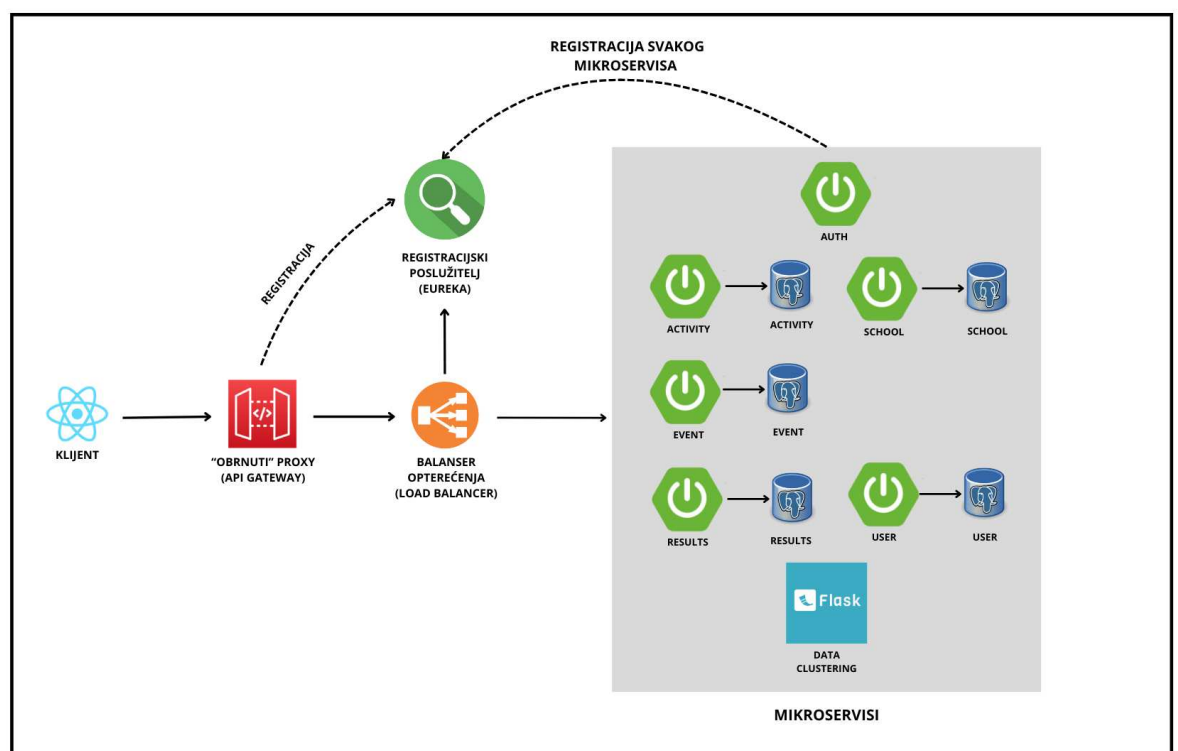 REGISTRACIJA SVAKOG
MIKROSERVISA
REGISTRACIJA
REGISTRACIJSKI
POSLUŽITELJ
(EUREKA)
KLIJENT
</>
"OBRNUTI" PROXY
(API GATEWAY)
BALANSER
OPTEREĆENJA
(LOAD BALANCER)
AUTH
ACTIVITY
ACTIVITY
SCHOOL
SCHOOL
EVENT
EVENT
RESULTS
RESULTS
USER
USER
Flask
DATA
CLUSTERING
MIKROSERVISI